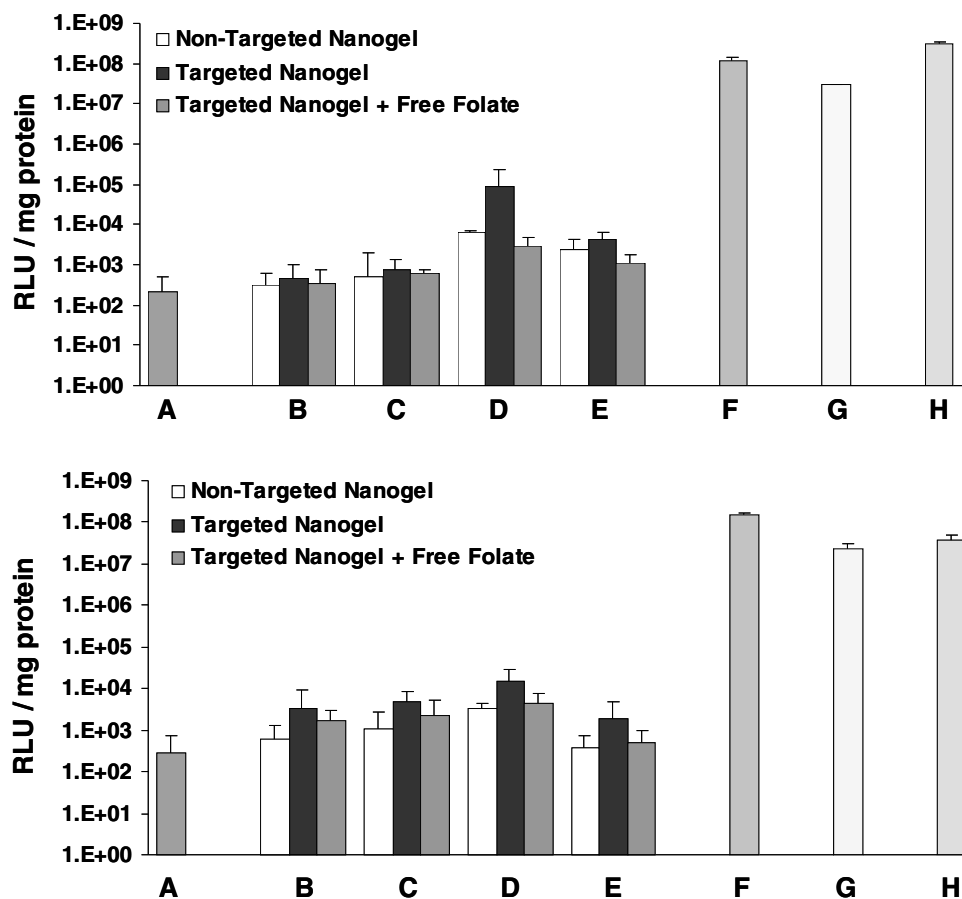 1.E+09
1.E+08
1.E+07
1.E+06
1.E+05
1.E+04
1.E+03
1.E+02
1.E+01
1.E+00
RLU / mg protein
Non-Targeted Nanogel
Targeted Nanogel
Targeted Nanogel + Free Folate
A B C D E F G H
1.E+09
1.E+08
1.E+07
1.E+06
1.E+05
1.E+04
1.E+03
1.E+02
1.E+01
1.E+00
RLU / mg protein
Non-Targeted Nanogel
Targeted Nanogel
Targeted Nanogel + Free Folate
A B C D E F G H